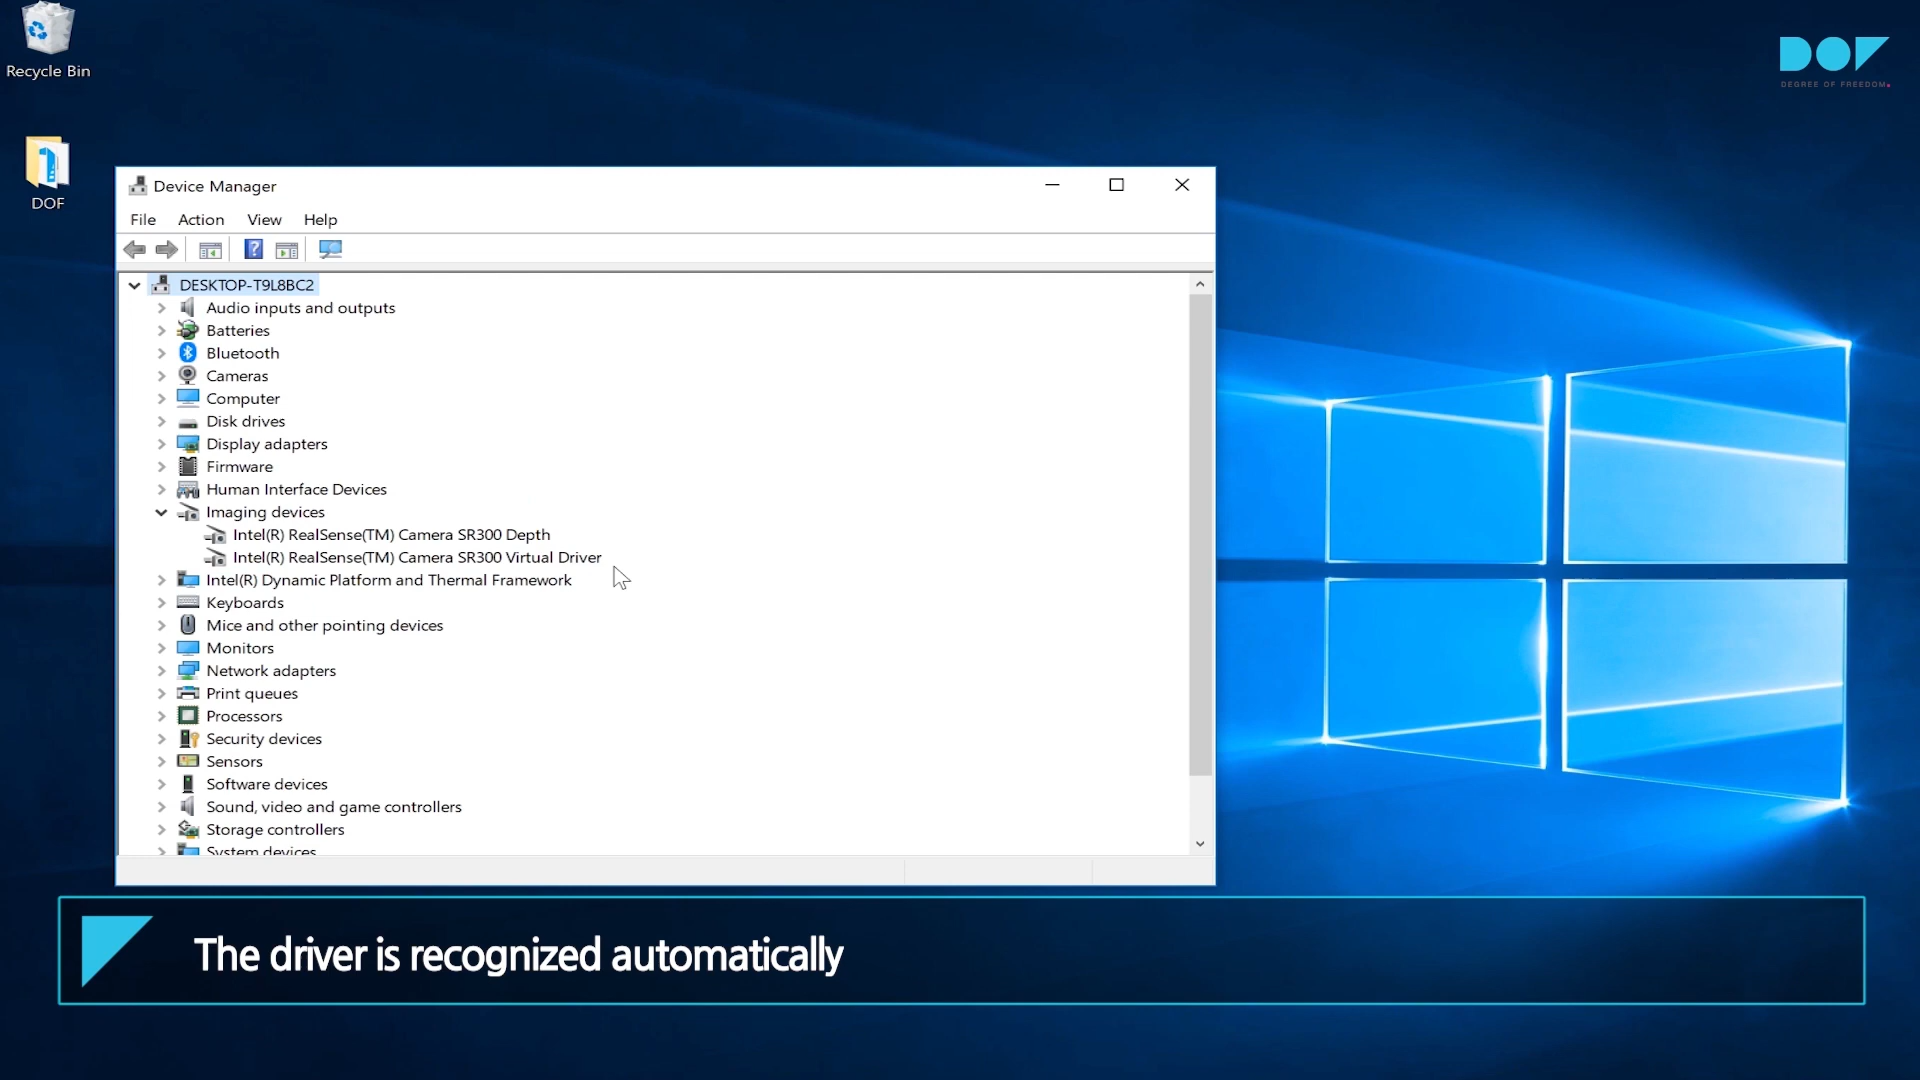 Recycle Bin
DOF
DEGREE OF FREEDOM.
DOF
Device Manager
File Action View Help
DESKTOP-T9L8BC2
Audio inputs and outputs
Batteries
Bluetooth
Cameras
Computer
Disk drives
Display adapters
Firmware
Human Interface Devices
Imaging devices
Intel(R) RealSense(TM) Camera SR300 Depth
Intel(R) RealSense(TM) Camera SR300 Virtual Driver
Intel(R) Dynamic Platform and Thermal Framework
Keyboards
Mice and other pointing devices
Monitors
Network adapters
Print queues
Processors
Security devices
Sensors
Software devices
Sound, video and game controllers
Storage controllers
System devices
The driver is recognized automatically